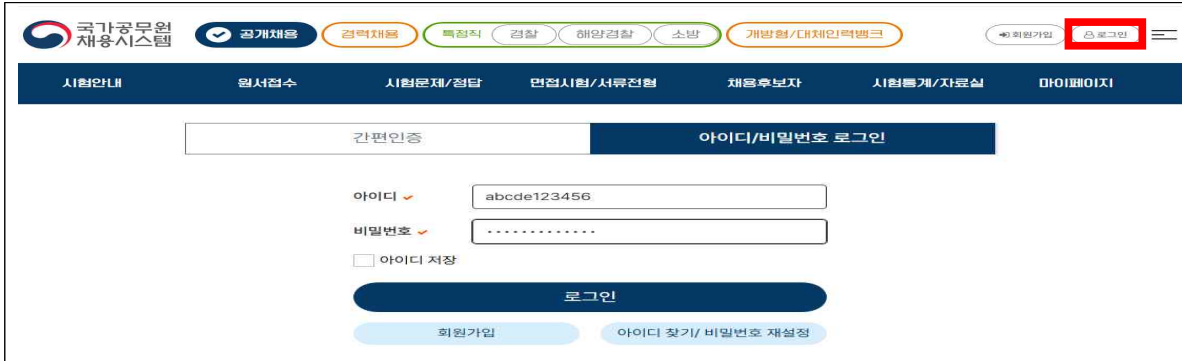 국가공무원
채용시스템
공개채용
경력채용
특정직 경찰 해양경찰 소방
개방형/대체인력뱅크
회원가입
로그인
시험안내 원서접수 시험문제/정답 면접시험/서류전형 채용후보자 시험통계/자료실 마이페이지
간편인증 아이디/비밀번호 로그인
아이디 abcde123456
비밀번호 ·············
아이디 저장
로그인
회원가입 아이디 찾기/ 비밀번호 재설정